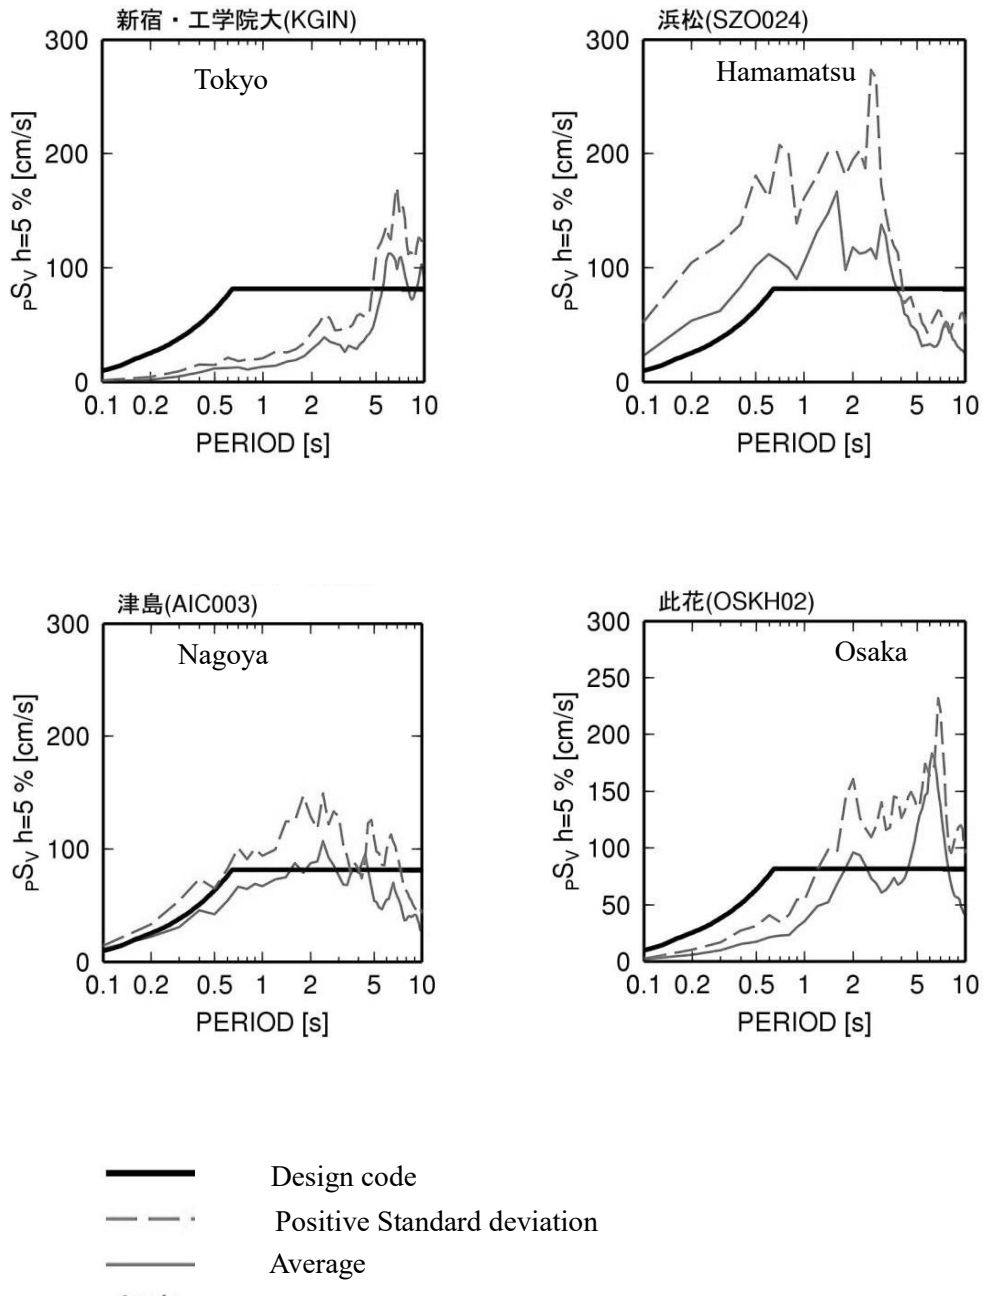 新宿・工学院大(KGIN)
Tokyo
300
200
100
0
PSV h=5 % [cm/s]
0.1 0.2 0.5 1 2 5 10
PERIOD [s]
浜松(SZO024)
Hamamatsu
300
200
100
0
PSV h=5 % [cm/s]
0.1 0.2 0.5 1 2 5 10
PERIOD [s]
津島(AIC003)
Nagoya
300
200
100
0
PSV h=5 % [cm/s]
0.1 0.2 0.5 1 2 5 10
PERIOD [s]
此花(OSKH02)
Osaka
300
250
200
150
100
50
0
PSV h=5 % [cm/s]
0.1 0.2 0.5 1 2 5 10
PERIOD [s]
Design code
Positive Standard deviation
Average